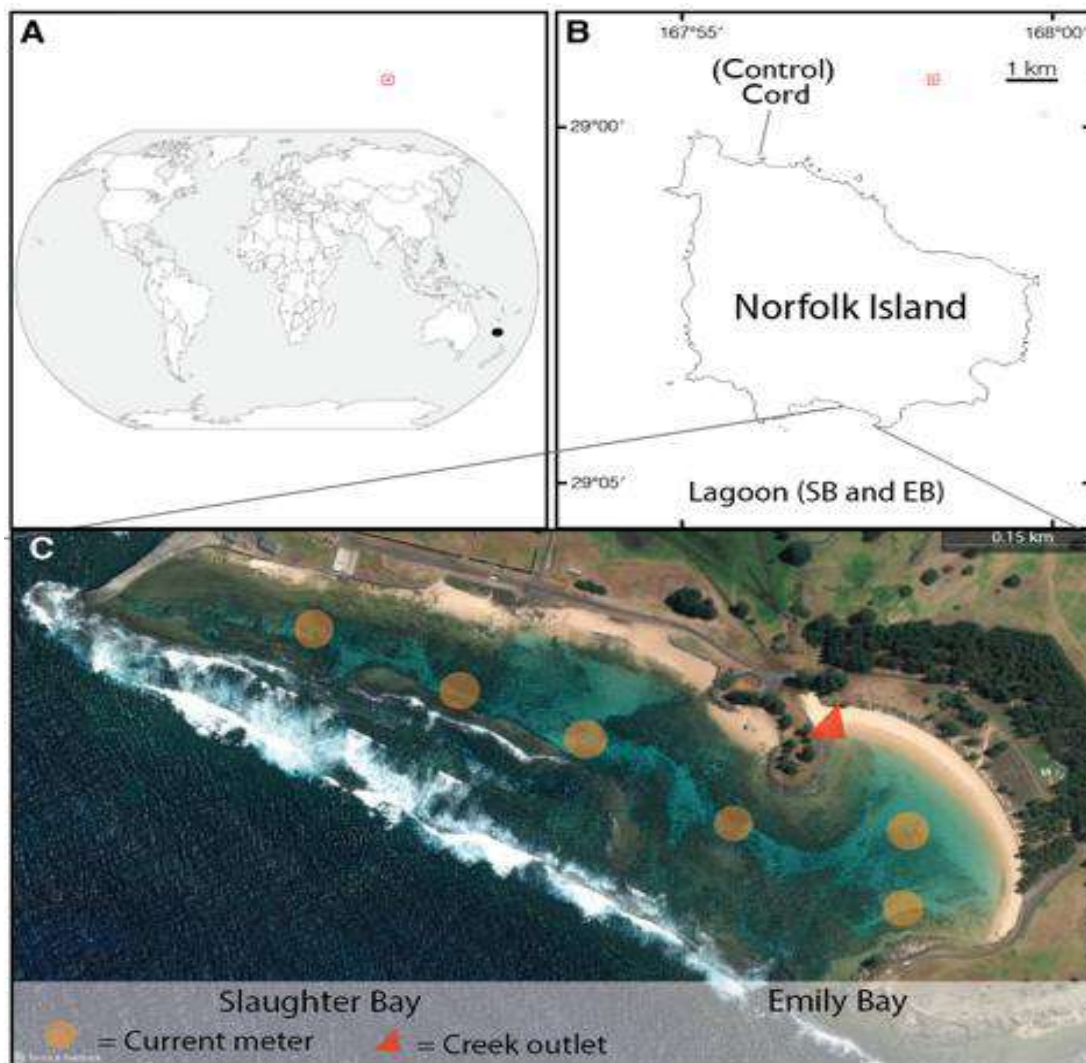 A
B
167°55′
168°00′
(Control)
Cord
1 km
29°00′
Norfolk Island
29°05′
Lagoon (SB and EB)
C
0.15 km
Slaughter Bay
Emily Bay
= Current meter
= Creek outlet